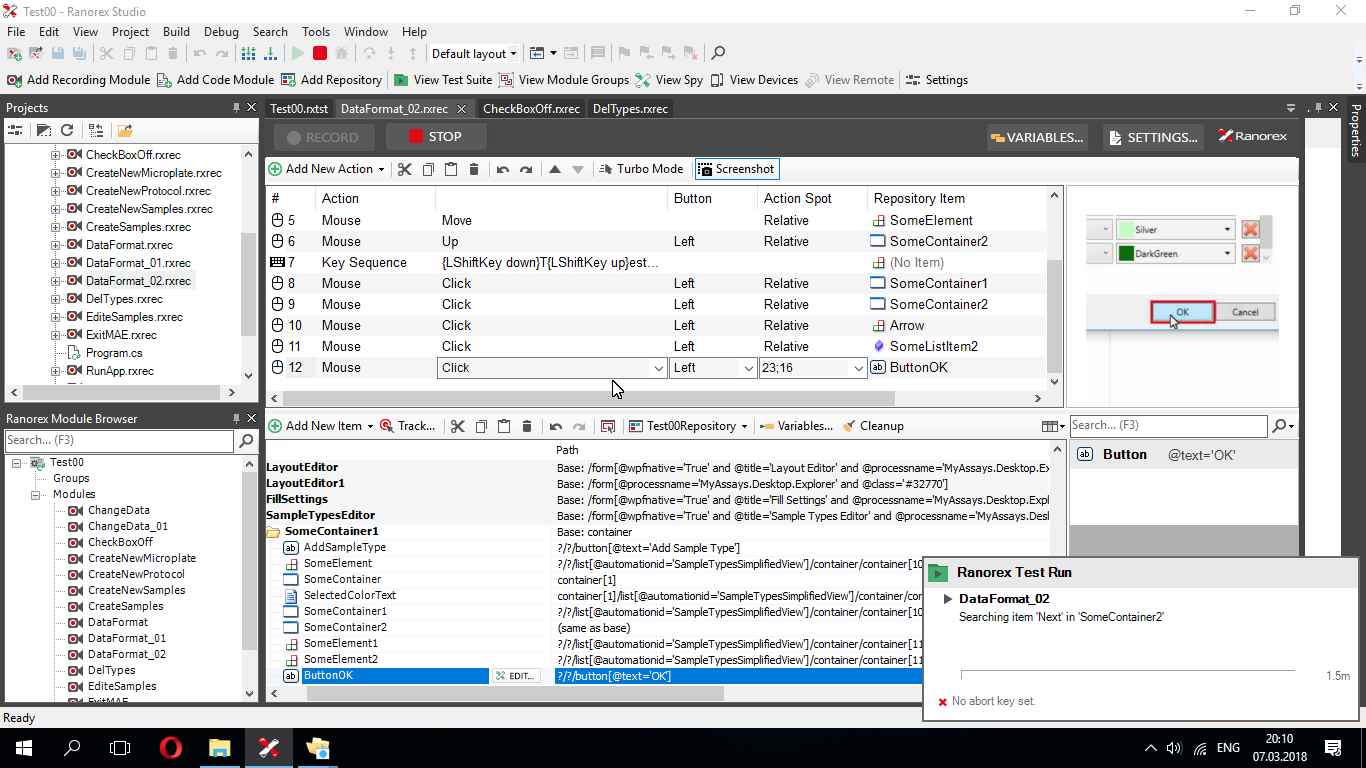 Test00 - Ranorex Studio
File Edit View Project Build Debug Search Tools Window Help
Default layout
Add Recording Module Add Code Module Add Repository View Test Suite View Module Groups View Spy View Devices View Remote Settings
Projects
CheckBoxOff.rxrec
CreateNewMicroplate.rxrec
CreateNewProtocol.rxrec
CreateNewSamples.rxrec
CreateSamples.rxrec
DataFormat.rxrec
DataFormat_01.rxrec
DataFormat_02.rxrec
DelTypes.rxrec
EditeSamples.rxrec
ExitMAE.rxrec
Program.cs
RunApp.rxrec
Ranorex Module Browser
Search... (F3)
Test00
Groups
Modules
ChangeData
ChangeData_01
CheckBoxOff
CreateNewMicroplate
CreateNewProtocol
CreateNewSamples
CreateSamples
DataFormat
DataFormat_01
DataFormat_02
DelTypes
EditeSamples
ExitMAE
Test00.rxtst DataFormat_02.rxrec CheckBoxOff.rxrec DelTypes.rxrec
Properties
RECORD STOP VARIABLES... SETTINGS... Ranorex
Add New Action Turbo Mode Screenshot
# Action Button Action Spot Repository Item
5 Mouse Move Relative SomeElement
6 Mouse Up Left Relative SomeContainer2
7 Key Sequence {LShiftKey down}T{LShiftKey up}est... (No Item)
8 Mouse Click Left Relative SomeContainer1
9 Mouse Click Left Relative SomeContainer2
10 Mouse Click Left Relative Arrow
11 Mouse Click Left Relative SomeListItem2
12 Mouse Click Left 23;16 ButtonOK
Silver
DarkGreen
OK Cancel
Add New Item Track... Test00Repository Variables... Cleanup
Search... (F3)
Path
LayoutEditor Base: /form[@wpfnative='True' and @title='Layout Editor' and @processname='MyAssays.Desktop.Ex
LayoutEditor1 Base: /form[@processname='MyAssays.Desktop.Explorer' and @class='#32770']
FillSettings Base: /form[@wpfnative='True' and @title='Fill Settings' and @processname='MyAssays.Desktop.Expl
SampleTypesEditor Base: /form[@wpfnative='True' and @title='Sample Types Editor' and @processname='MyAssays.Desl
SomeContainer1 Base: container
AddSampleType ?/?/button[@text='Add Sample Type']
SomeElement ?/?/list[@automationid='SampleTypesSimplifiedView']/container/container[10
SomeContainer container[1]
SelectedColorText container[1]/list[@automationid='SampleTypesSimplifiedView']/container/con
SomeContainer1 ?/?/list[@automationid='SampleTypesSimplifiedView']/container/container[10
SomeContainer2 (same as base)
SomeElement1 ?/?/list[@automationid='SampleTypesSimplifiedView']/container/container[11
SomeElement2 ?/?/list[@automationid='SampleTypesSimplifiedView']/container/container[11
ButtonOK EDIT... ?/?/button[@text='OK']
Button @text='OK'
Ranorex Test Run
DataFormat_02
Searching item 'Next' in 'SomeContainer2'
1.5m
No abort key set.
Ready
ENG
20:10
07.03.2018